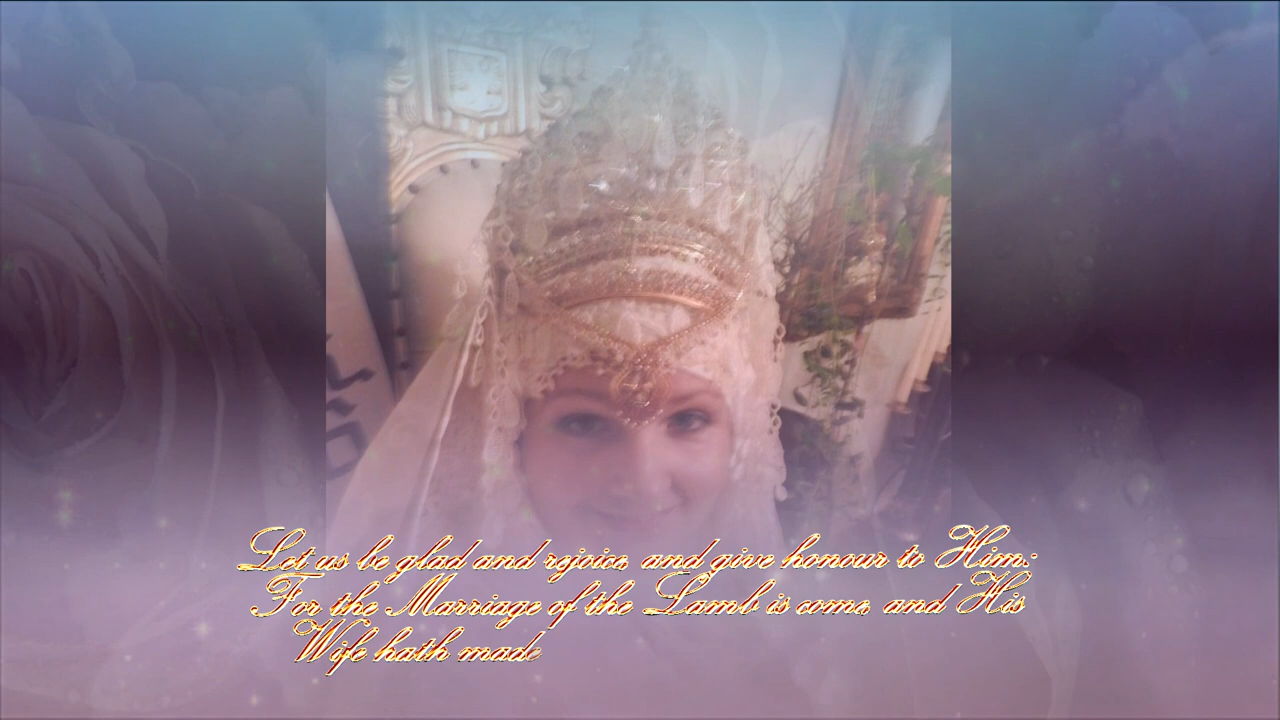 Let us be glad and rejoice, and give honour to Him:
For the Marriage of the Lamb is come, and His
Wife hath made